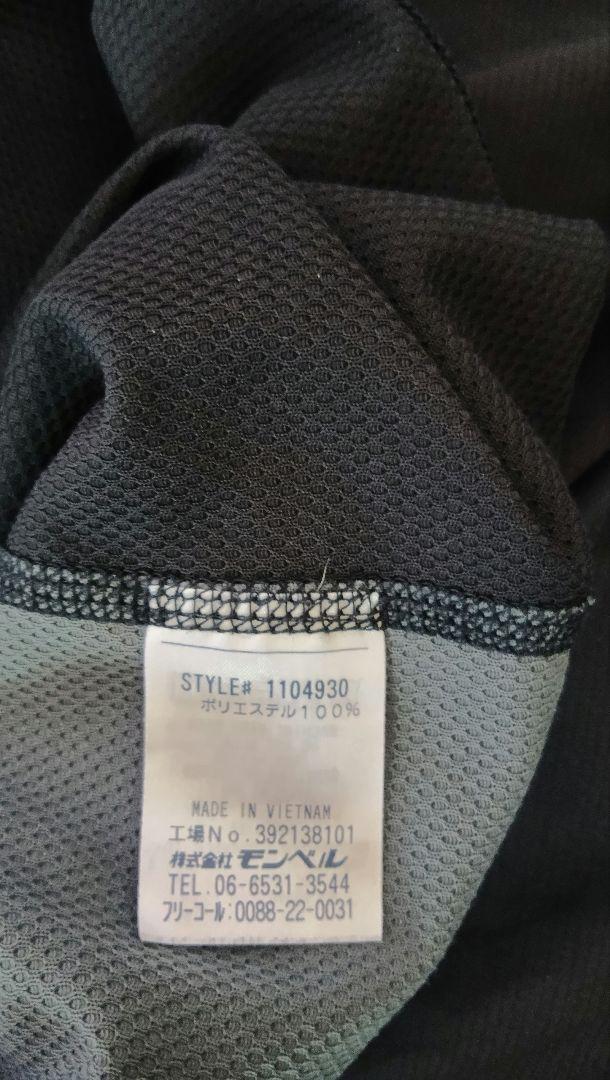 STYLE# 1104930
ポリエステル100%
MADE IN VIETNAM
工場No.392138101
株式会社 モンベル
TEL.06-6531-3544
フリーコール:0088-22-0031